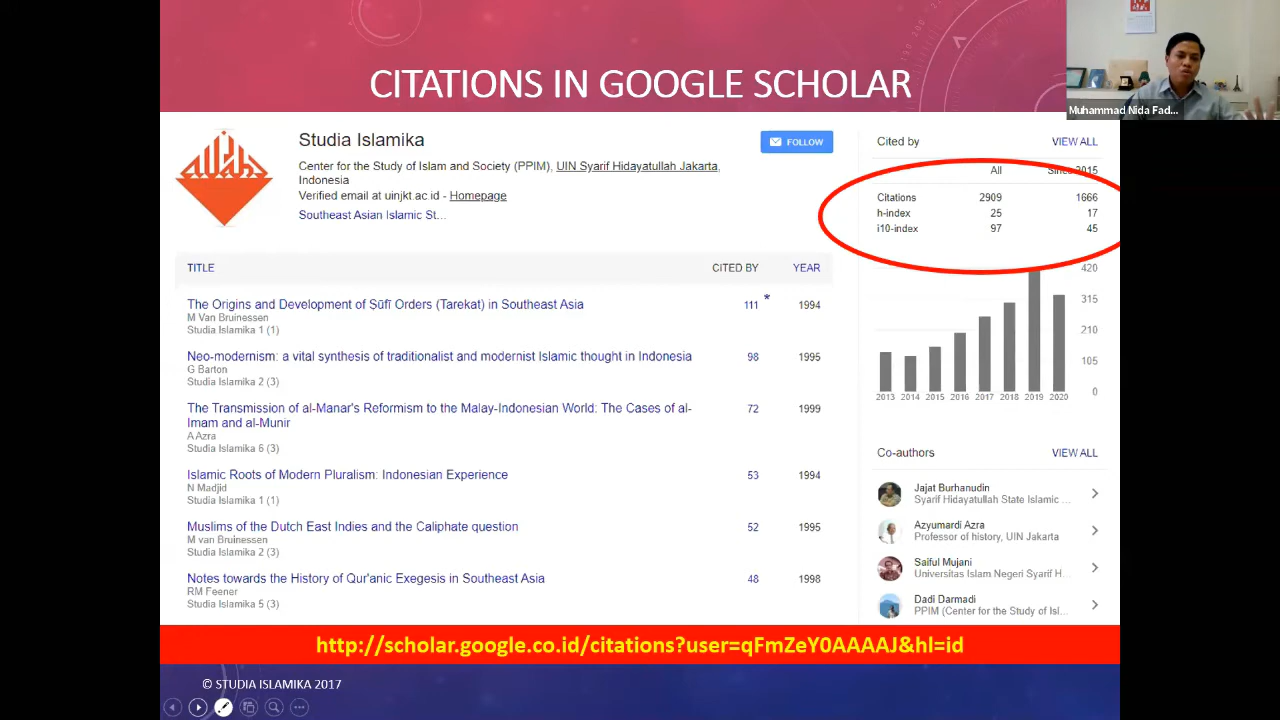 CITATIONS IN GOOGLE SCHOLAR
Muhammad Nida Fad...
Studia Islamika
FOLLOW
Center for the Study of Islam and Society (PPIM), UIN Syarif Hidayatullah Jakarta,
Indonesia
Verified email at uinjkt.ac.id - Homepage
Southeast Asian Islamic St...
TITLE CITED BY YEAR
The Origins and Development of Ṣūfī Orders (Tarekat) in Southeast Asia 111 * 1994
M Van Bruinessen
Studia Islamika 1 (1)
Neo-modernism: a vital synthesis of traditionalist and modernist Islamic thought in Indonesia 98 1995
G Barton
Studia Islamika 2 (3)
The Transmission of al-Manar's Reformism to the Malay-Indonesian World: The Cases of al-
Imam and al-Munir 72 1999
A Azra
Studia Islamika 6 (3)
Islamic Roots of Modern Pluralism: Indonesian Experience 53 1994
N Madjid
Studia Islamika 1 (1)
Muslims of the Dutch East Indies and the Caliphate question 52 1995
M van Bruinessen
Studia Islamika 2 (3)
Notes towards the History of Qur'anic Exegesis in Southeast Asia 48 1998
RM Feener
Studia Islamika 5 (3)
Cited by VIEW ALL
All Since 2015
Citations 2909 1666
h-index 25 17
i10-index 97 45
420
315
210
105
0
2013 2014 2015 2016 2017 2018 2019 2020
Co-authors VIEW ALL
Jajat Burhanudin
Syarif Hidayatullah State Islamic ...
Azyumardi Azra
Professor of history, UIN Jakarta
Saiful Mujani
Universitas Islam Negeri Syarif H...
Dadi Darmadi
PPIM (Center for the Study of Isl...
http://scholar.google.co.id/citations?user=qFmZeY0AAAAJ&hl=id
© STUDIA ISLAMIKA 2017